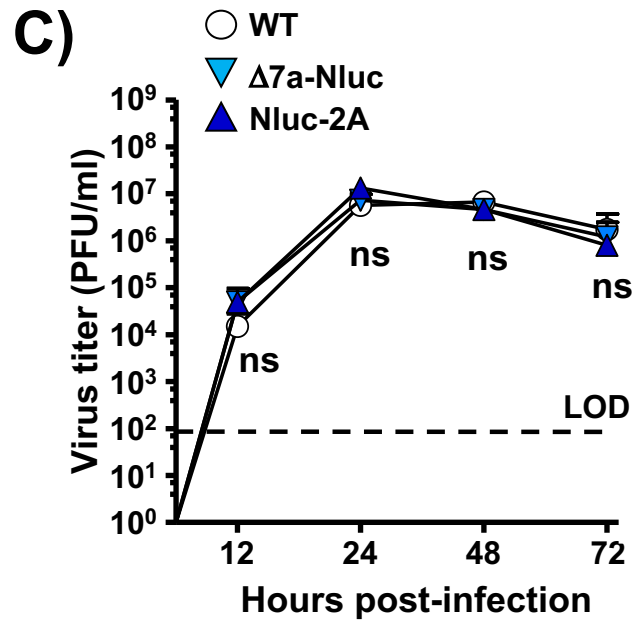 C)
WT
Δ7a-Nluc
Nluc-2A
Virus titer (PFU/ml)
10⁹
10⁸
10⁷
10⁶
10⁵
10⁴
10³
10²
10¹
10⁰
ns
ns
ns
ns
LOD
12 24 48 72
Hours post-infection